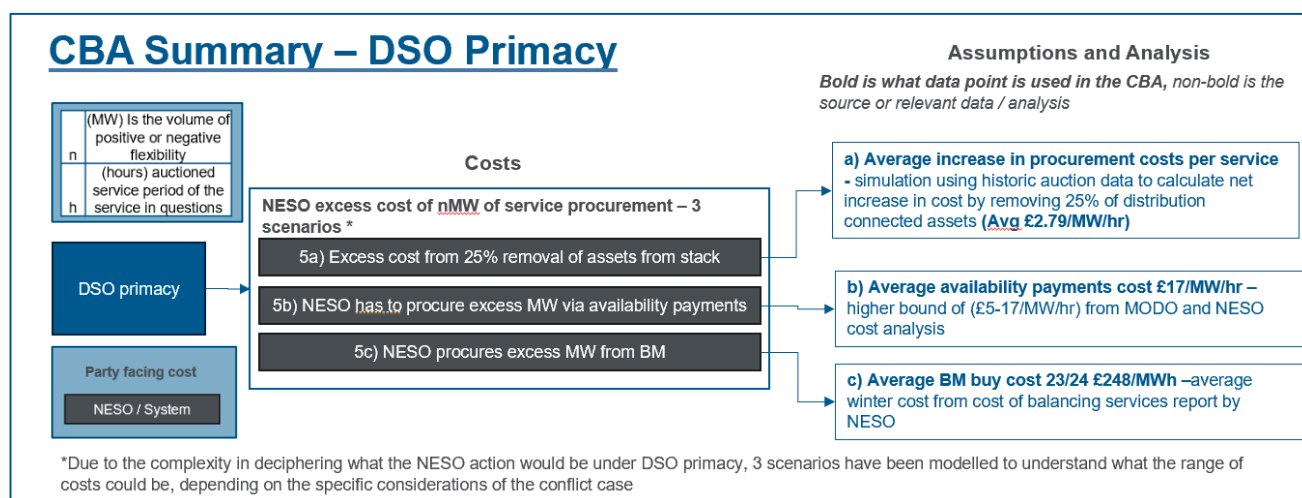 CBA Summary – DSO Primacy
Assumptions and Analysis
Bold is what data point is used in the CBA, non-bold is the
source or relevant data / analysis
n
(MW) Is the volume of
positive or negative
flexibility
h
(hours) auctioned
service period of the
service in questions
DSO primacy
Party facing cost
NESO / System
Costs
NESO excess cost of nMW of service procurement – 3
scenarios *
5a) Excess cost from 25% removal of assets from stack
5b) NESO has to procure excess MW via availability payments
5c) NESO procures excess MW from BM
a) Average increase in procurement costs per service
- simulation using historic auction data to calculate net
increase in cost by removing 25% of distribution
connected assets (Avg £2.79/MW/hr)
b) Average availability payments cost £17/MW/hr –
higher bound of (£5-17/MW/hr) from MODO and NESO
cost analysis
c) Average BM buy cost 23/24 £248/MWh –average
winter cost from cost of balancing services report by
NESO
*Due to the complexity in deciphering what the NESO action would be under DSO primacy, 3 scenarios have been modelled to understand what the range of
costs could be, depending on the specific considerations of the conflict case